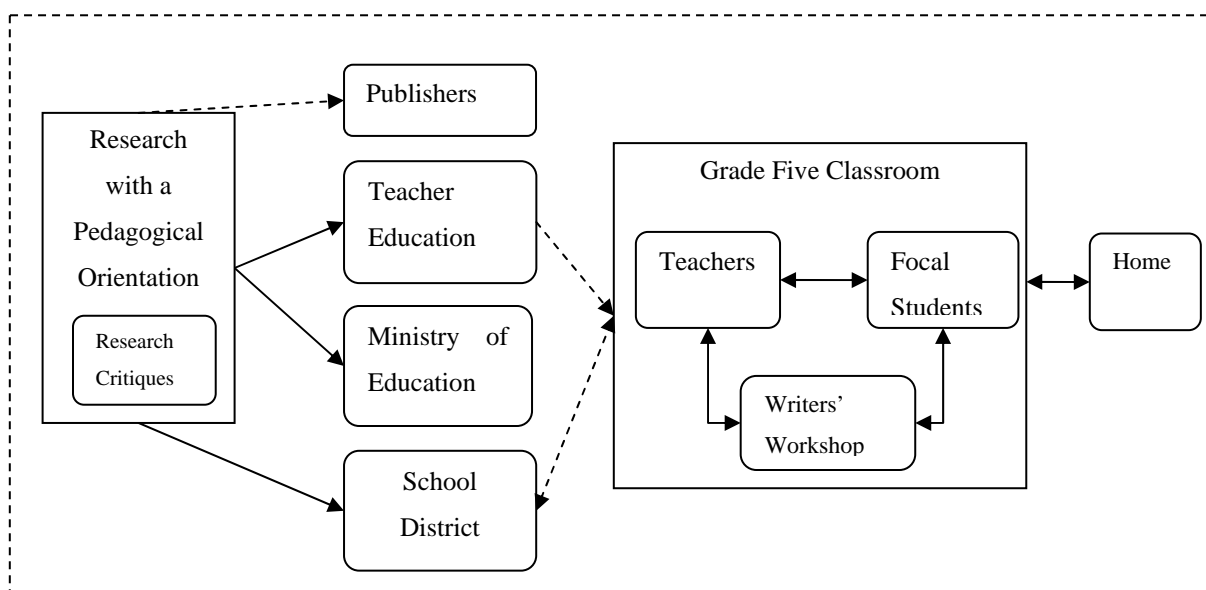 Publishers
Research
with a
Pedagogical
Orientation
Research
Critiques
Teacher
Education
Ministry of
Education
School
District
Grade Five Classroom
Teachers
Focal
Students
Writers’
Workshop
Home